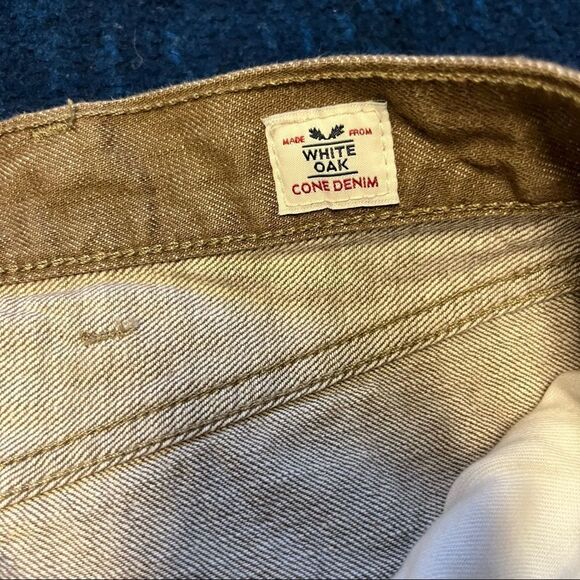 MADE FROM
WHITE
OAK
CONE DENIM